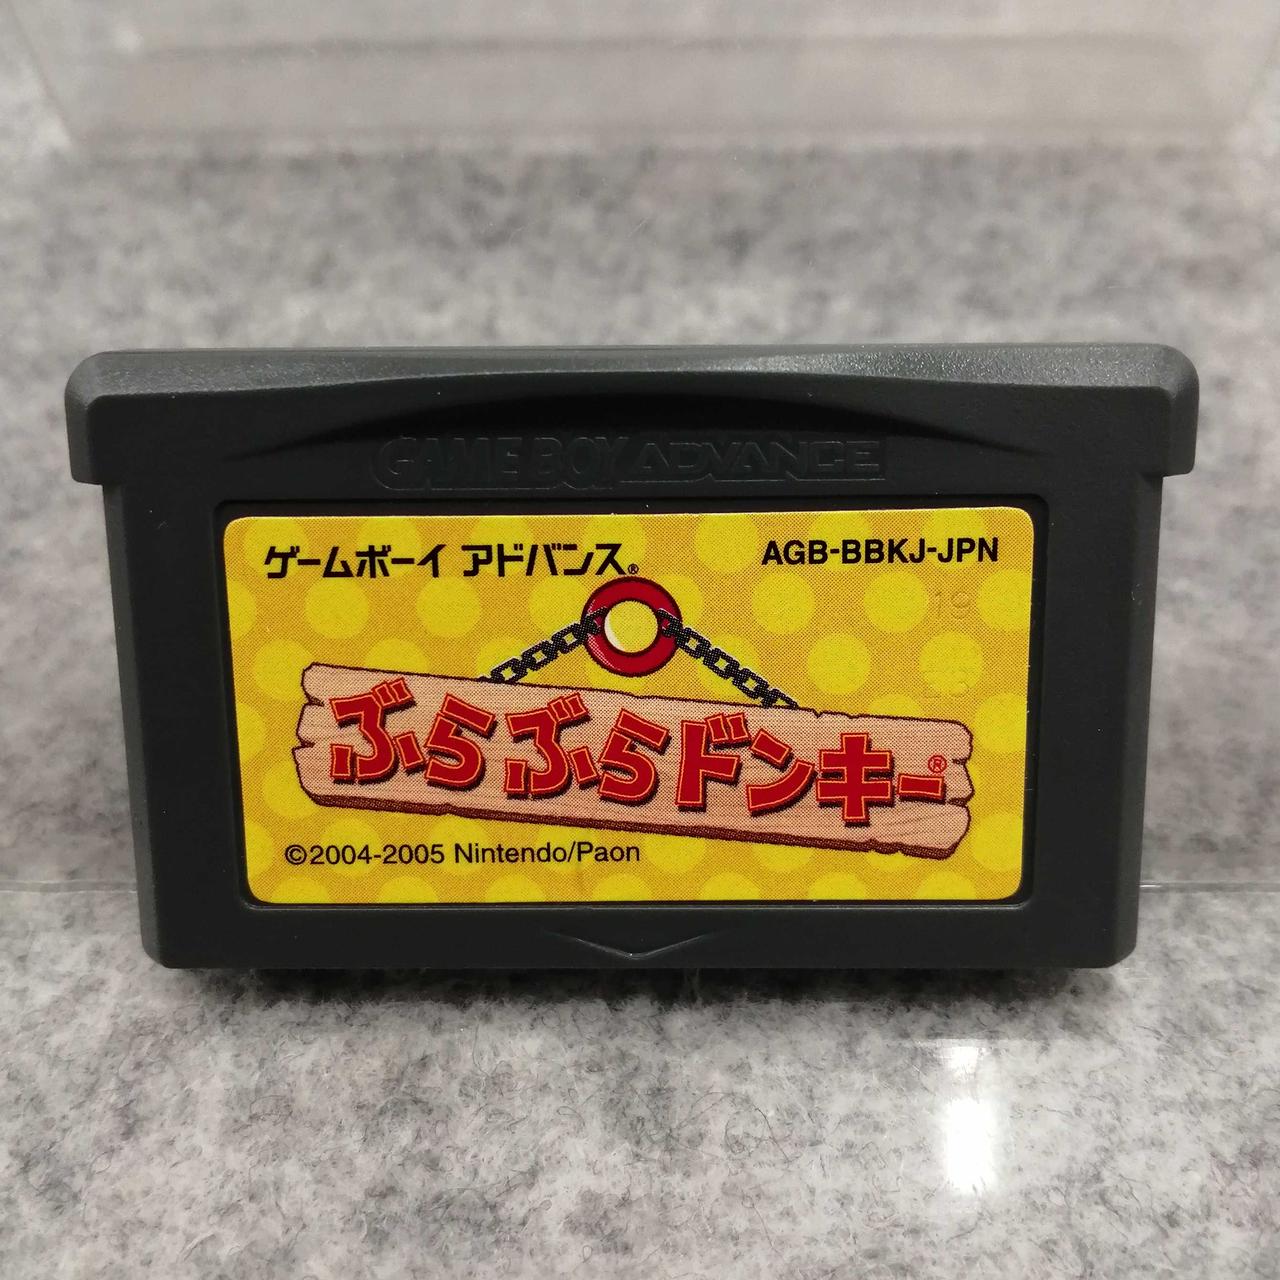 GAME BOY ADVANCE
ゲームボーイ アドバンス®
AGB-BBKJ-JPN
19
ぶらぶらドンキー®
©2004-2005 Nintendo/Paon